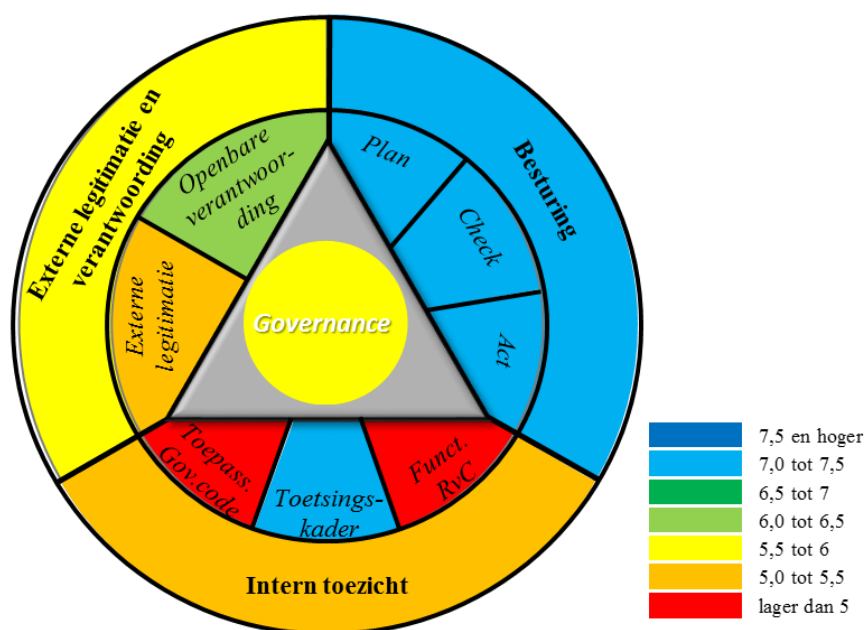 Externe legitimatie en
verantwoording
Openbare
verantwoor-
ding
Externe
legitimatie
Plan
Check
Act
Besturing
Governance
Toepass.
Gov.code
Toetsings-
kader
Funct.
RvC
Intern toezicht
7,5 en hoger
7,0 tot 7,5
6,5 tot 7
6,0 tot 6,5
5,5 tot 6
5,0 tot 5,5
lager dan 5